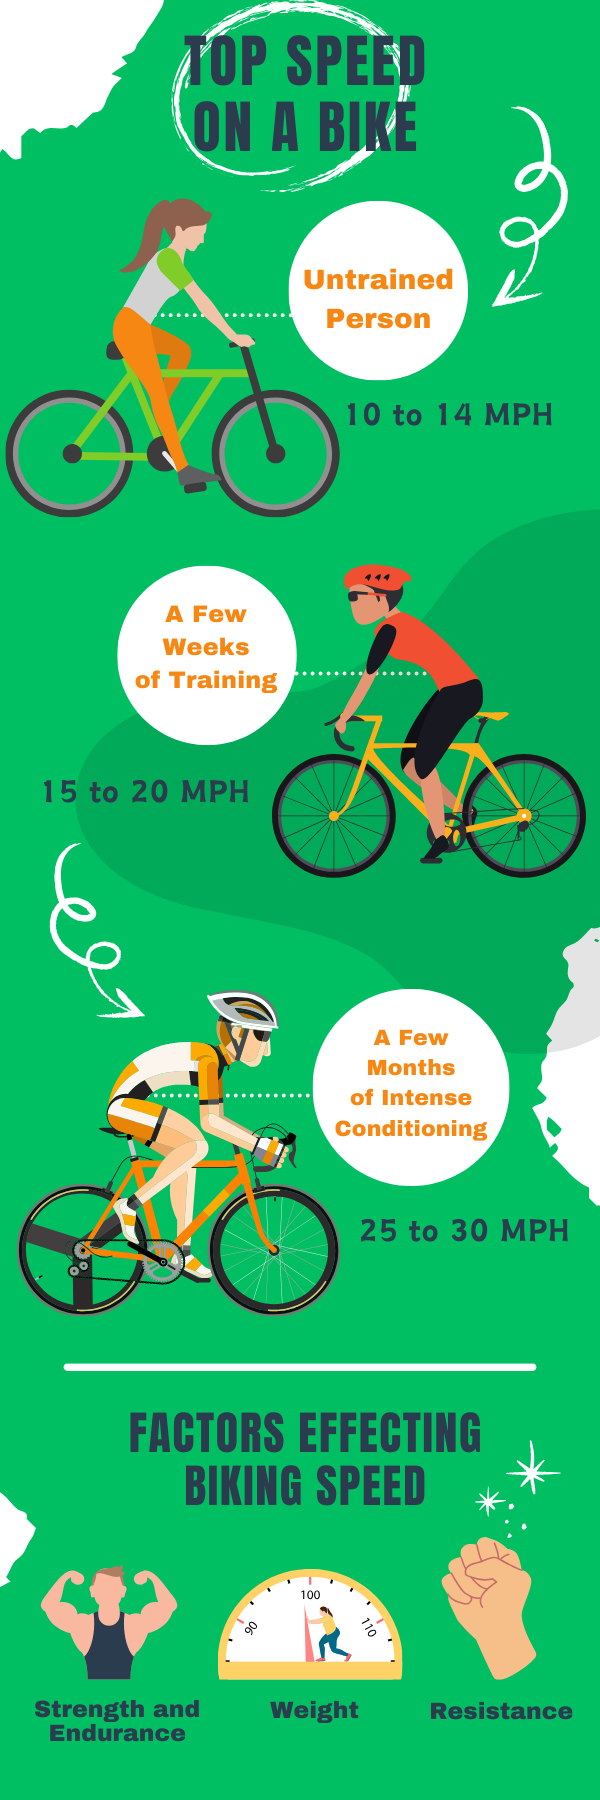 TOP SPEED
ON A BIKE
Untrained
Person
10 to 14 MPH
A Few
Weeks
of Training
15 to 20 MPH
A Few
Months
of Intense
Conditioning
25 to 30 MPH
FACTORS EFFECTING
BIKING SPEED
90
100
110
Strength and
Endurance
Weight
Resistance